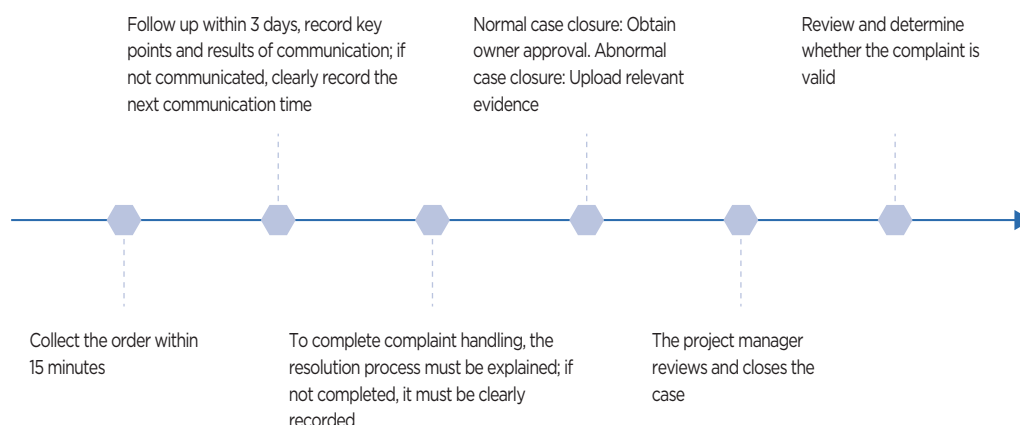 Follow up within 3 days, record key
points and results of communication; if
not communicated, clearly record the
next communication time
Normal case closure: Obtain
owner approval. Abnormal
case closure: Upload relevant
evidence
Review and determine
whether the complaint is
valid
Collect the order within
15 minutes
To complete complaint handling, the
resolution process must be explained; if
not completed, it must be clearly
recorded
The project manager
reviews and closes the
case